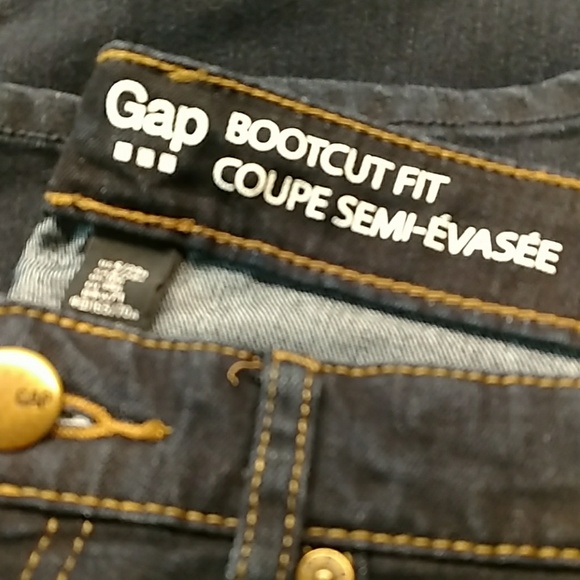 Gap
BOOTCUT FIT
COUPE SEMI-ÉVASÉE
GAP